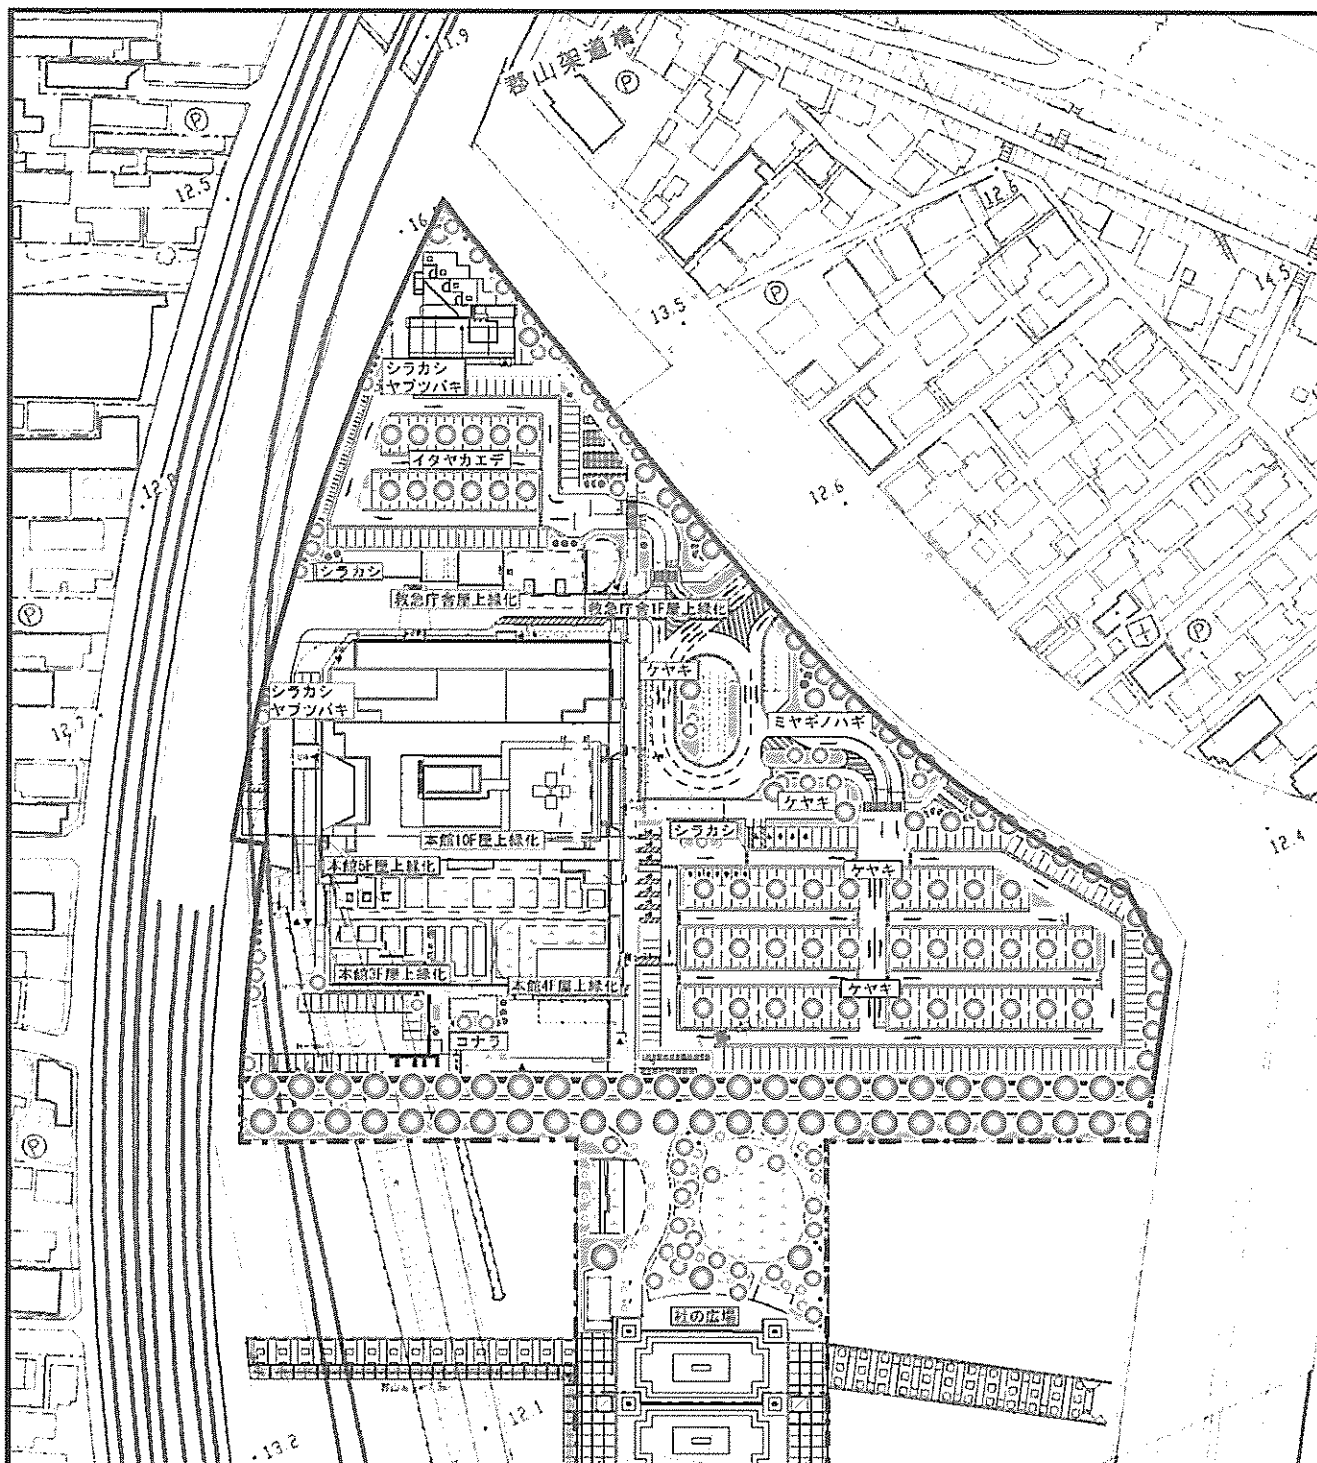 郡山架道橋
Ⓟ
Ⓟ
12.5
12.6
14.5
13.5
Ⓟ
シラカシ
ヤブツバキ
イタヤカエデ
12.6
シラカシ
救急庁舎屋上緑化
救急庁舎1F屋上緑化
Ⓟ
Ⓟ
ケヤキ
シラカシ
ヤブツバキ
ミヤギノハギ
12.7
ケヤキ
シラカシ
12.4
本館10F屋上緑化
本館5F屋上緑化
ケヤキ
本館3F屋上緑化
本館4F屋上緑化
ケヤキ
コナラ
Ⓟ
杜の広場
12.1
13.2